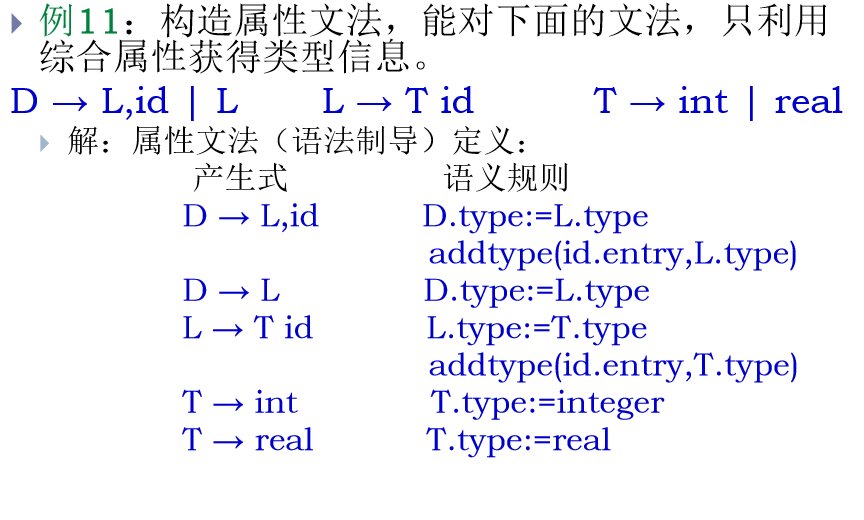 例11：构造属性文法，能对下面的文法，只利用
综合属性获得类型信息。
D → L,id | L L → T id T → int | real
解：属性文法（语法制导）定义：
产生式 语义规则
D → L,id D.type:=L.type
addtype(id.entry,L.type)
D → L D.type:=L.type
L → T id L.type:=T.type
addtype(id.entry,T.type)
T → int T.type:=integer
T → real T.type:=real